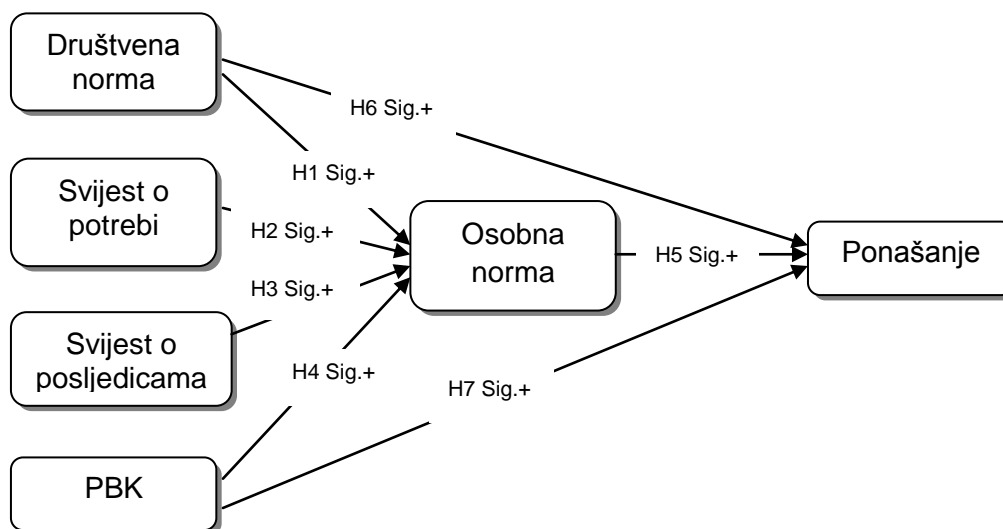 Društvena
norma
H6 Sig.+
H1 Sig.+
Svijest o
potrebi
H2 Sig.+
Osobna
norma
H5 Sig.+
Ponašanje
H3 Sig.+
Svijest o
posljedicama
H4 Sig.+
H7 Sig.+
PBK